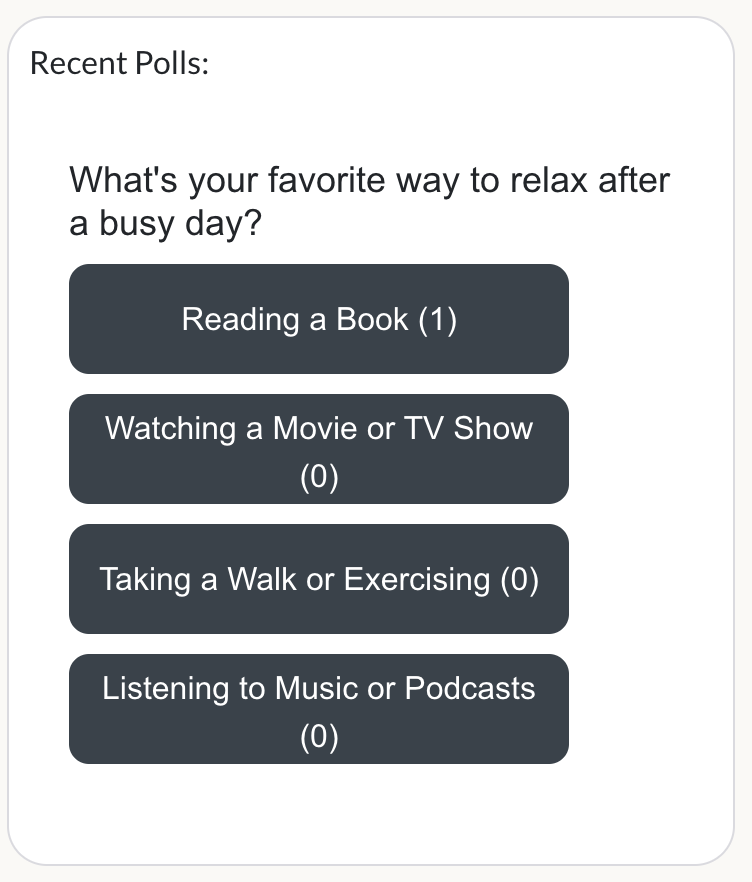 Recent Polls:
What's your favorite way to relax after
a busy day?
Reading a Book (1)
Watching a Movie or TV Show
(0)
Taking a Walk or Exercising (0)
Listening to Music or Podcasts
(0)